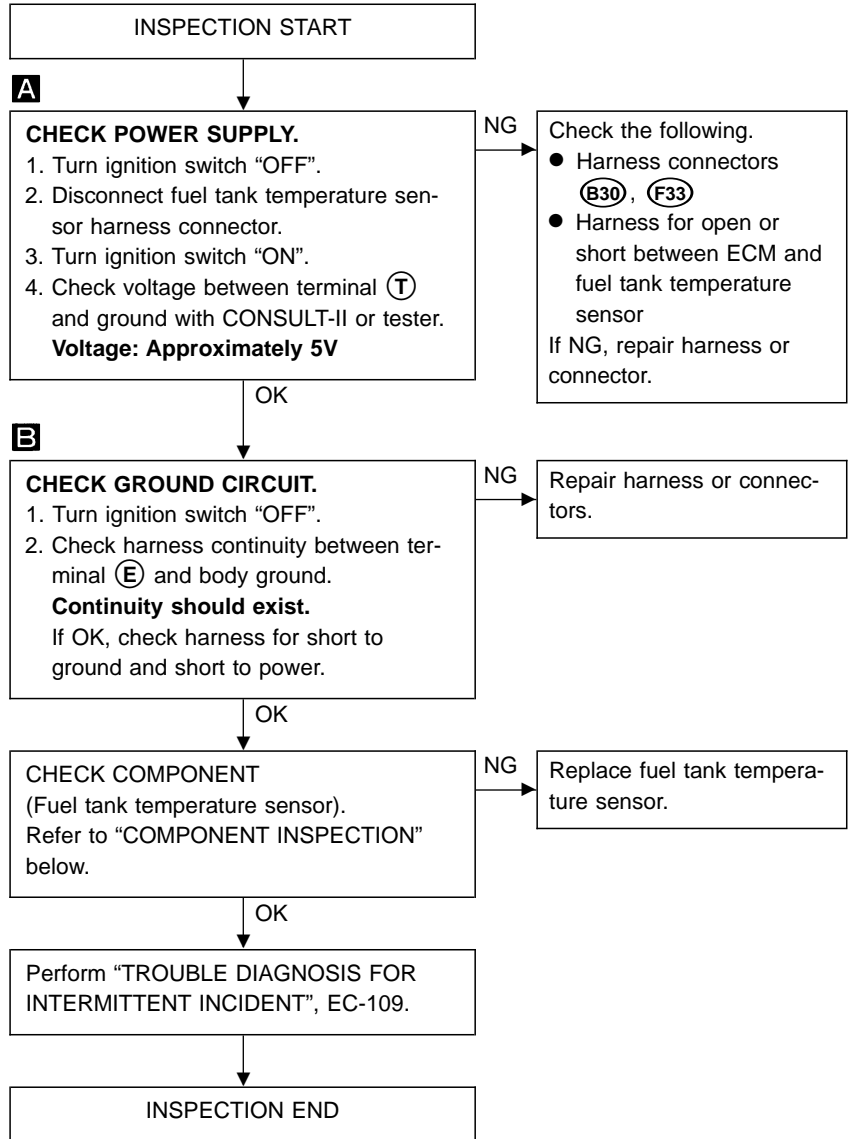 INSPECTION START
A
CHECK POWER SUPPLY.
1. Turn ignition switch “OFF”.
2. Disconnect fuel tank temperature sen-
sor harness connector.
3. Turn ignition switch “ON”.
4. Check voltage between terminal T
and ground with CONSULT-II or tester.
Voltage: Approximately 5V
NG
Check the following.
● Harness connectors
B30, F33
● Harness for open or
short between ECM and
fuel tank temperature
sensor
If NG, repair harness or
connector.
OK
B
CHECK GROUND CIRCUIT.
1. Turn ignition switch “OFF”.
2. Check harness continuity between ter-
minal E and body ground.
Continuity should exist.
If OK, check harness for short to
ground and short to power.
NG
Repair harness or connec-
tors.
OK
CHECK COMPONENT
(Fuel tank temperature sensor).
Refer to “COMPONENT INSPECTION”
below.
NG
Replace fuel tank tempera-
ture sensor.
OK
Perform “TROUBLE DIAGNOSIS FOR
INTERMITTENT INCIDENT”, EC-109.
INSPECTION END